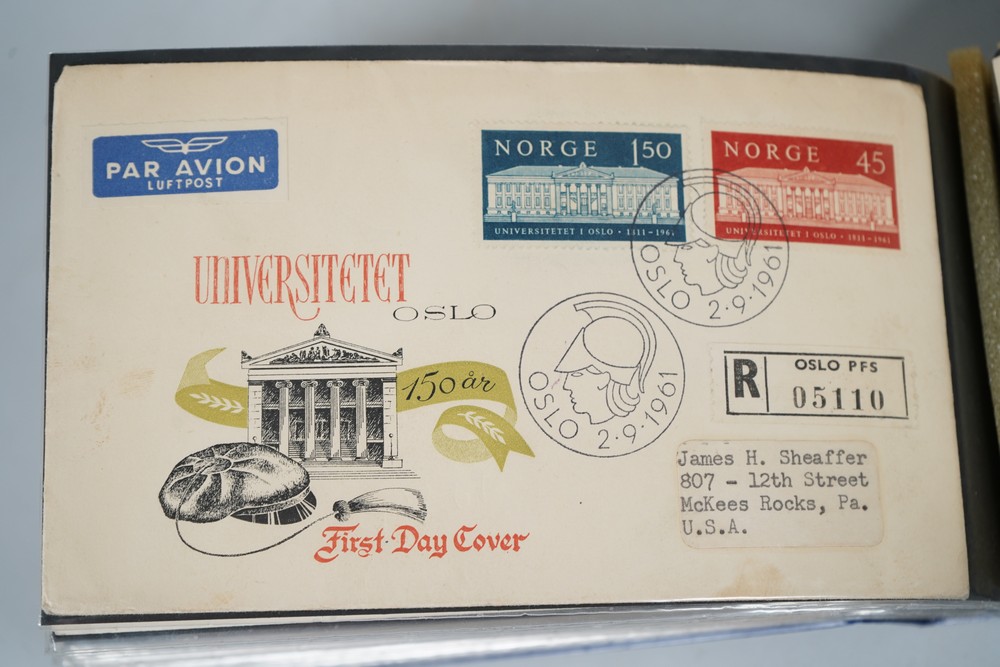 PAR AVION
LUFTPOST
NORGE 150
UNIVERSITETET I OSLO · 1811-1961
NORGE 45
UNIVERSITETET I OSLO · 1811-1961
OSLO 2·9·1961
UNIVERSITETET
OSLO
150 år
OSLO 2·9·1961
R
OSLO PFS
05110
James H. Sheaffer
807 - 12th Street
McKees Rocks, Pa.
U.S.A.
First·Day Cover